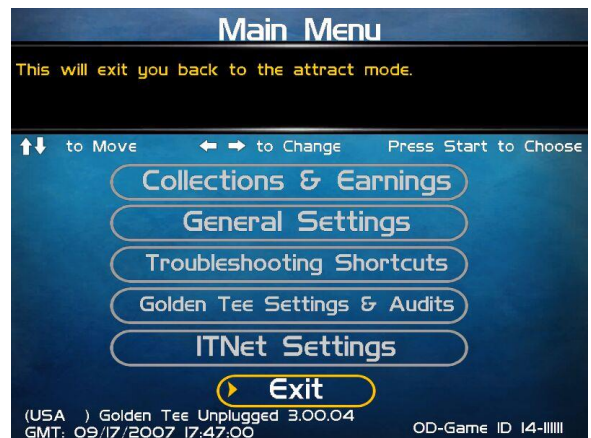 Main Menu
This will exit you back to the attract mode.
to Move to Change Press Start to Choose
Collections & Earnings
General Settings
Troubleshooting Shortcuts
Golden Tee Settings & Audits
ITNet Settings
Exit
(USA ) Golden Tee Unplugged 3.00.04
GMT: 09/17/2007 17:47:00 OD-Game ID 14-111111